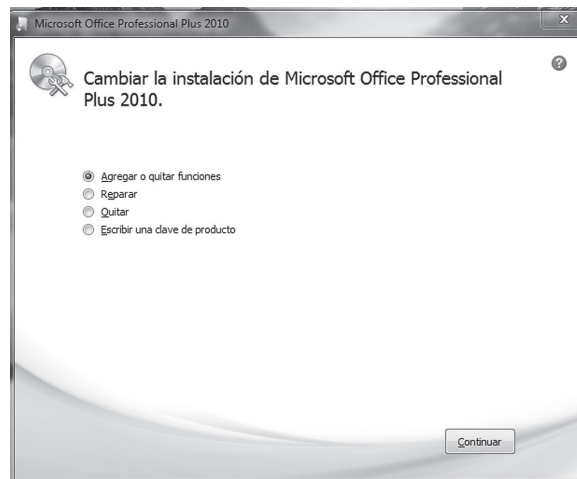 Microsoft Office Professional Plus 2010
x
?
Cambiar la instalación de Microsoft Office Professional
Plus 2010.
Agregar o quitar funciones
Reparar
Quitar
Escribir una clave de producto
Continuar